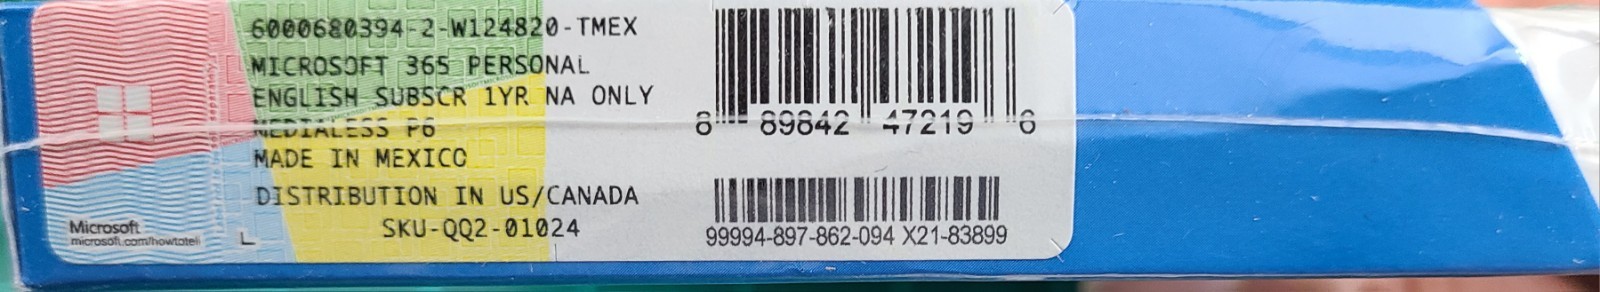 6000680394-2-W124820-TMEX
MICROSOFT 365 PERSONAL
ENGLISH SUBSCR 1YR NA ONLY
MEDIALESS P6
MADE IN MEXICO
DISTRIBUTION IN US/CANADA
SKU-QQ2-01024
Microsoft
microsoft.com/howtotell
L
8 89842 47219 6
99994-897-862-094 X21-83899